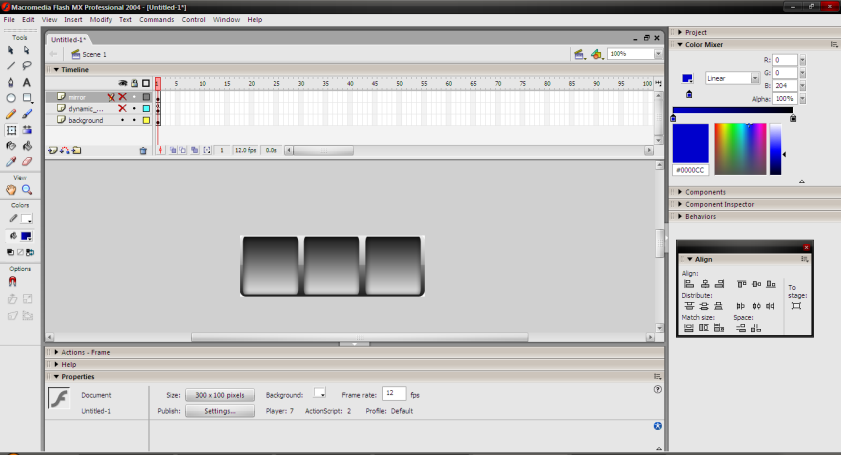 Macromedia Flash MX Professional 2004 - [Untitled-1*]
File Edit View Insert Modify Text Commands Control Window Help
Tools
View
Colors
Options
Untitled-1*
Scene 1
100%
Timeline
1 5 10 15 20 25 30 35 40 45 50 55 60 65 70 75 80 85 90 95 100
mirror
dynamic_...
background
1 12.0 fps 0.0s
Actions - Frame
Help
Properties
Document
Untitled-1
Size: 300 x 100 pixels Background: Frame rate: 12 fps
Publish: Settings... Player: 7 ActionScript: 2 Profile: Default
Project
Color Mixer
Linear
R: 0
G: 0
B: 204
Alpha: 100%
#0000CC
Components
Component Inspector
Behaviors
Align
Align:
Distribute:
Match size: Space:
To
stage: